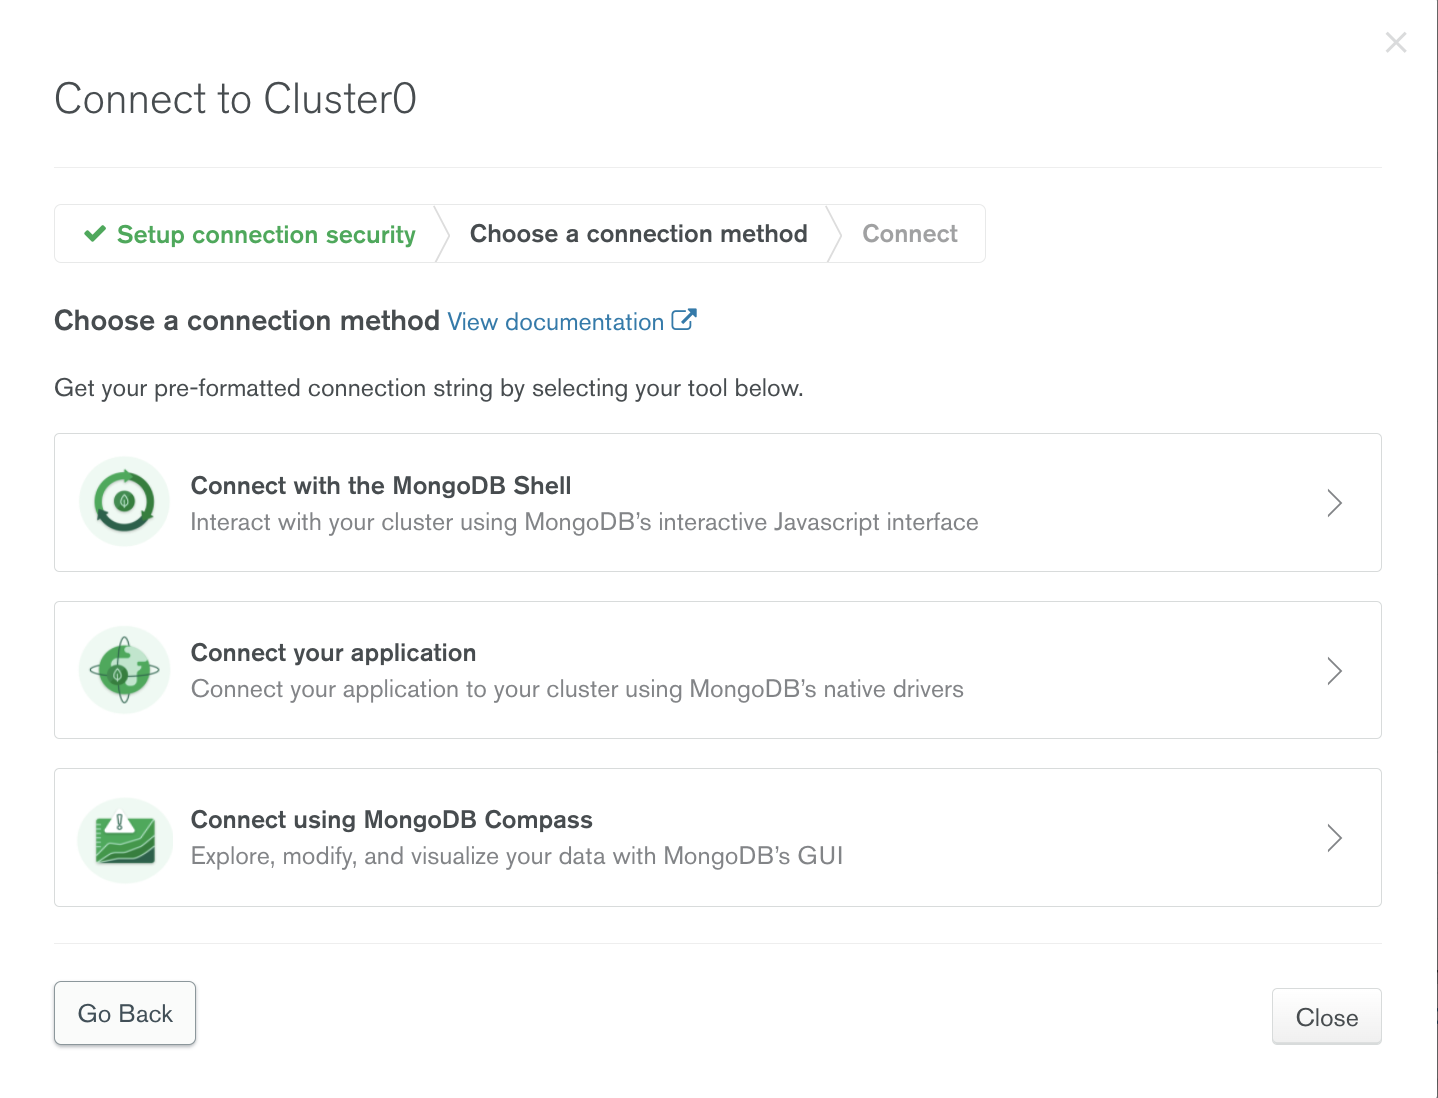 Connect to Cluster0
Setup connection security
Choose a connection method
Connect
Choose a connection method View documentation
Get your pre-formatted connection string by selecting your tool below.
Connect with the MongoDB Shell
Interact with your cluster using MongoDB’s interactive Javascript interface
Connect your application
Connect your application to your cluster using MongoDB’s native drivers
Connect using MongoDB Compass
Explore, modify, and visualize your data with MongoDB’s GUI
Go Back
Close